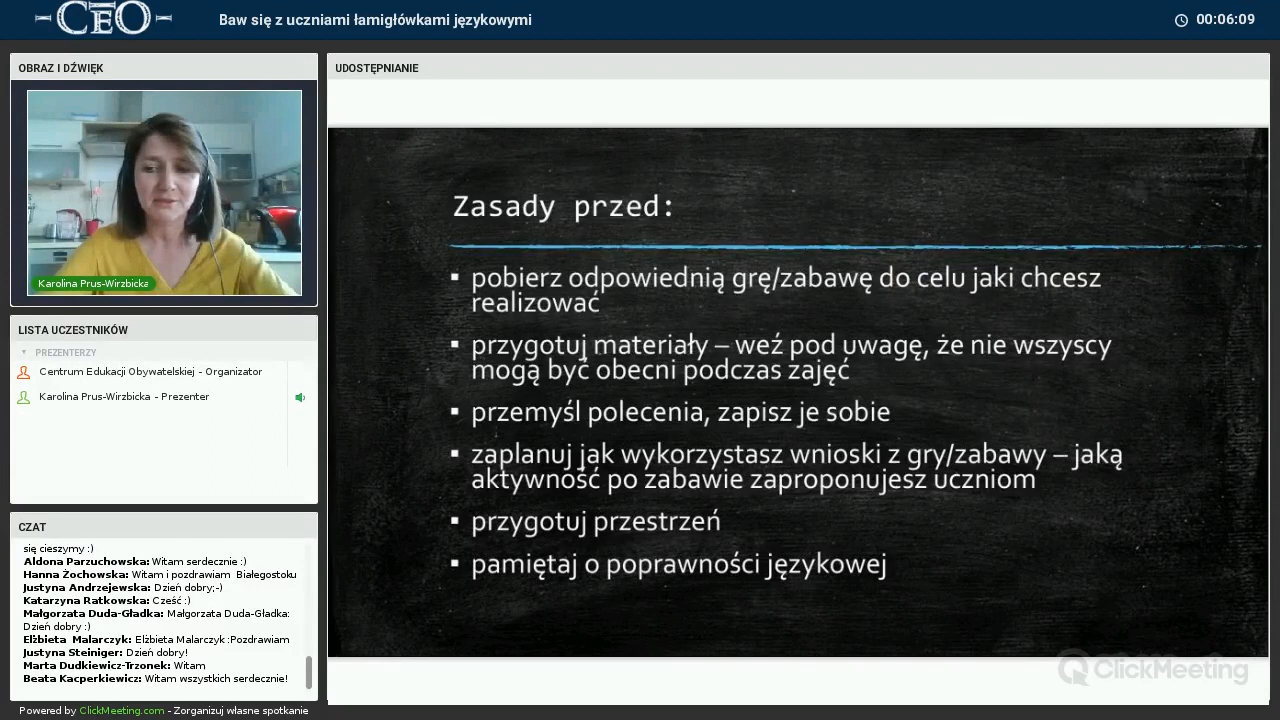 CEO
Baw się z uczniami łamigłówkami językowymi
00:06:09
OBRAZ I DŹWIĘK
Karolina Prus-Wirzbicka
LISTA UCZESTNIKÓW
PREZENTERZY
Centrum Edukacji Obywatelskiej - Organizator
Karolina Prus-Wirzbicka - Prezenter
CZAT
się cieszymy :)
Aldona Parzuchowska: Witam serdecznie :)
Hanna Żochowska: Witam i pozdrawiam Białegostoku
Justyna Andrzejewska: Dzień dobry;-)
Katarzyna Ratkowska: Cześć :)
Małgorzata Duda-Gładka: Małgorzata Duda-Gładka:
Dzień dobry :)
Elżbieta Malarczyk: Elżbieta Malarczyk :Pozdrawiam
Justyna Steiniger: Dzień dobry!
Marta Dudkiewicz-Trzonek: Witam
Beata Kacperkiewicz: Witam wszystkich serdecznie!
Powered by ClickMeeting.com - Zorganizuj własne spotkanie
UDOSTĘPNIANIE
Zasady przed:
▪ pobierz odpowiednią grę/zabawę do celu jaki chcesz
realizować
▪ przygotuj materiały – weź pod uwagę, że nie wszyscy
mogą być obecni podczas zajęć
▪ przemyśl polecenia, zapisz je sobie
▪ zaplanuj jak wykorzystasz wnioski z gry/zabawy – jaką
aktywność po zabawie zaproponujesz uczniom
▪ przygotuj przestrzeń
▪ pamiętaj o poprawności językowej
ClickMeeting